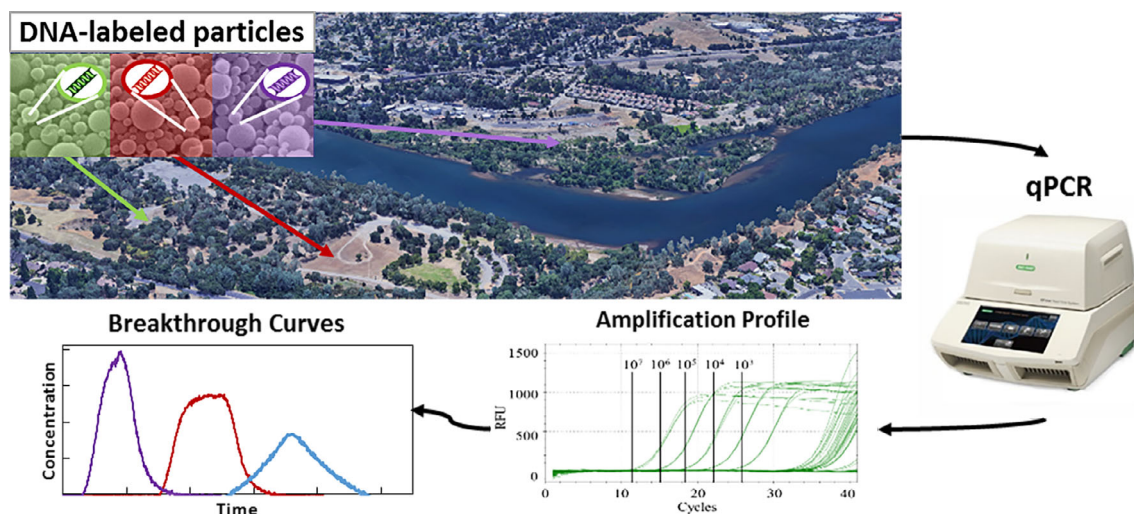 DNA-labeled particles
qPCR
Breakthrough Curves
Concentration
Time
Amplification Profile
1500
1000
500
0
RFU
10⁷ 10⁶ 10⁵ 10⁴ 10³
0 10 20 30 40
Cycles